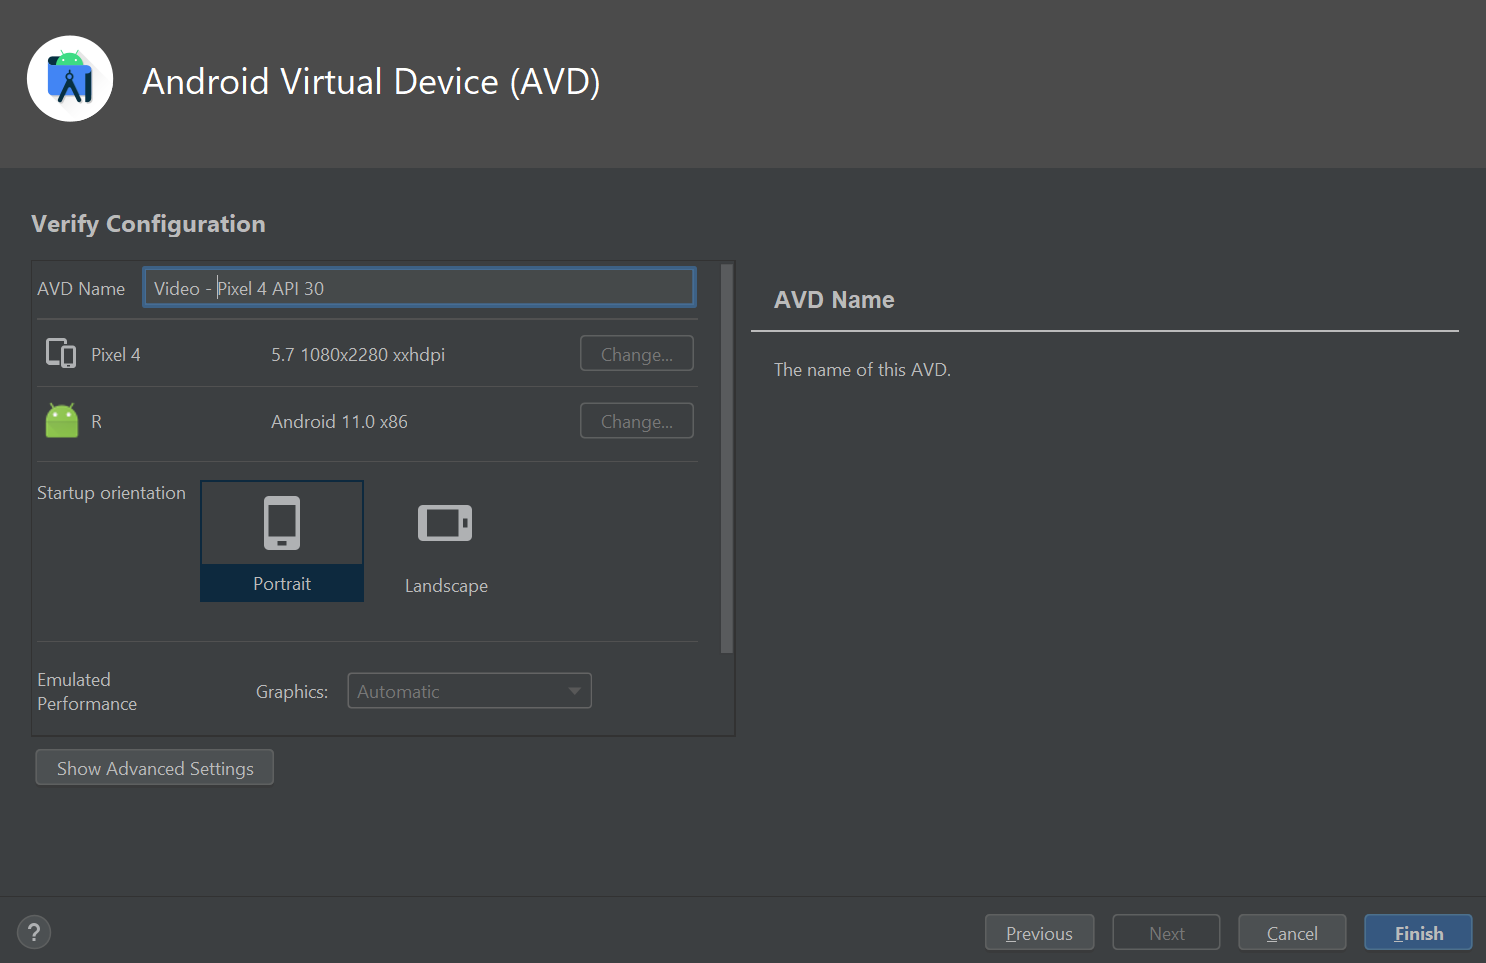 Android Virtual Device (AVD)
Verify Configuration
AVD Name
Video - Pixel 4 API 30
Pixel 4
5.7 1080x2280 xxhdpi
Change...
R
Android 11.0 x86
Change...
Startup orientation
Portrait
Landscape
Emulated
Performance
Graphics:
Automatic
Show Advanced Settings
AVD Name
The name of this AVD.
?
Previous
Next
Cancel
Finish